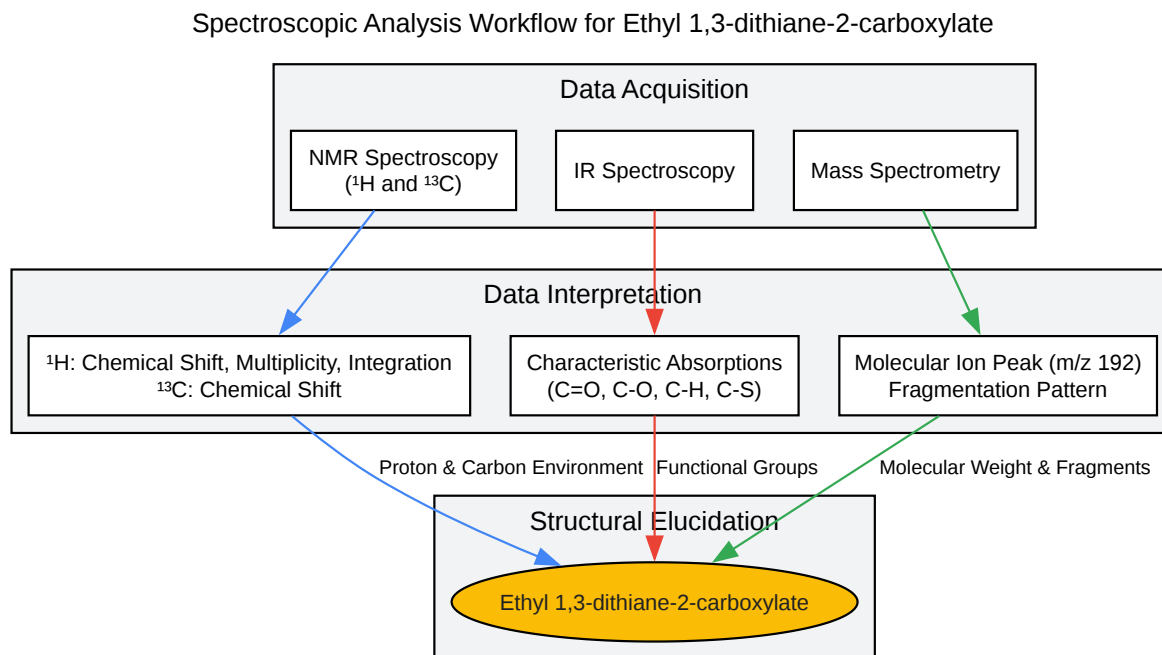 Spectroscopic Analysis Workflow for Ethyl 1,3-dithiane-2-carboxylate
Data Acquisition
NMR Spectroscopy
(¹H and ¹³C)
IR Spectroscopy
Mass Spectrometry
Data Interpretation
¹H: Chemical Shift, Multiplicity, Integration
¹³C: Chemical Shift
Characteristic Absorptions
(C=O, C-O, C-H, C-S)
Molecular Ion Peak (m/z 192)
Fragmentation Pattern
Proton & Carbon Environment
Functional Groups
Molecular Weight & Fragments
Structural Elucidation
Ethyl 1,3-dithiane-2-carboxylate